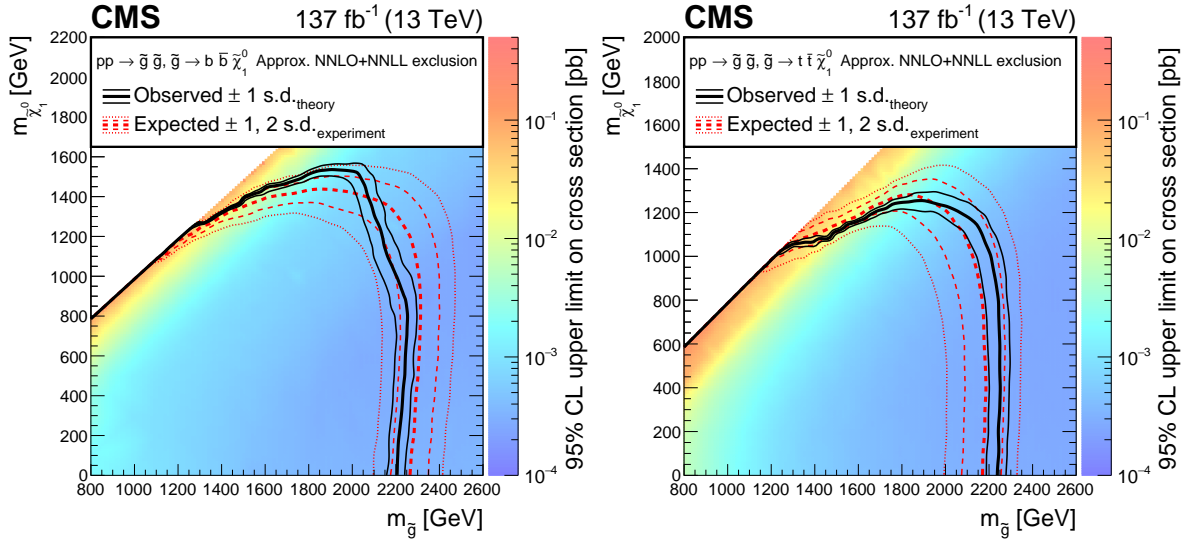 CMS 137 fb⁻¹ (13 TeV)
pp → g̃ g̃, g̃ → b b̅ χ̃₁⁰ Approx. NNLO+NNLL exclusion
Observed ± 1 s.d.theory
Expected ± 1, 2 s.d.experiment
m χ̃₁⁰ [GeV]
2200
2000
1800
1600
1400
1200
1000
800
600
400
200
0
800 1000 1200 1400 1600 1800 2000 2200 2400 2600
m g̃ [GeV]
10⁻¹
10⁻²
10⁻³
10⁻⁴
95% CL upper limit on cross section [pb]
CMS 137 fb⁻¹ (13 TeV)
pp → g̃ g̃, g̃ → t t̅ χ̃₁⁰ Approx. NNLO+NNLL exclusion
Observed ± 1 s.d.theory
Expected ± 1, 2 s.d.experiment
m χ̃₁⁰ [GeV]
2000
1800
1600
1400
1200
1000
800
600
400
200
0
800 1000 1200 1400 1600 1800 2000 2200 2400 2600
m g̃ [GeV]
10⁻¹
10⁻²
10⁻³
10⁻⁴
95% CL upper limit on cross section [pb]